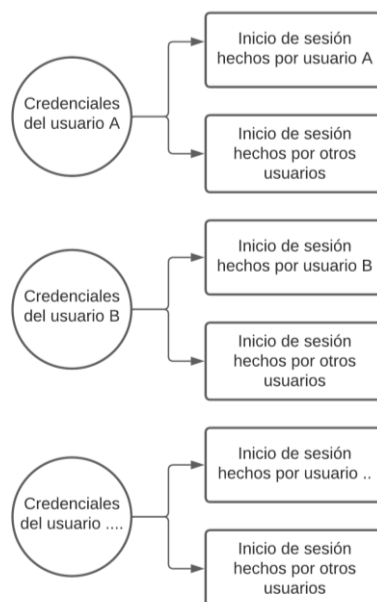 Inicio de sesión
hechos por usuario A
Credenciales
del usuario A
Inicio de sesión
hechos por otros
usuarios
Inicio de sesión
hechos por usuario B
Credenciales
del usuario B
Inicio de sesión
hechos por otros
usuarios
Inicio de sesión
hechos por usuario ..
Credenciales
del usuario ....
Inicio de sesión
hechos por otros
usuarios